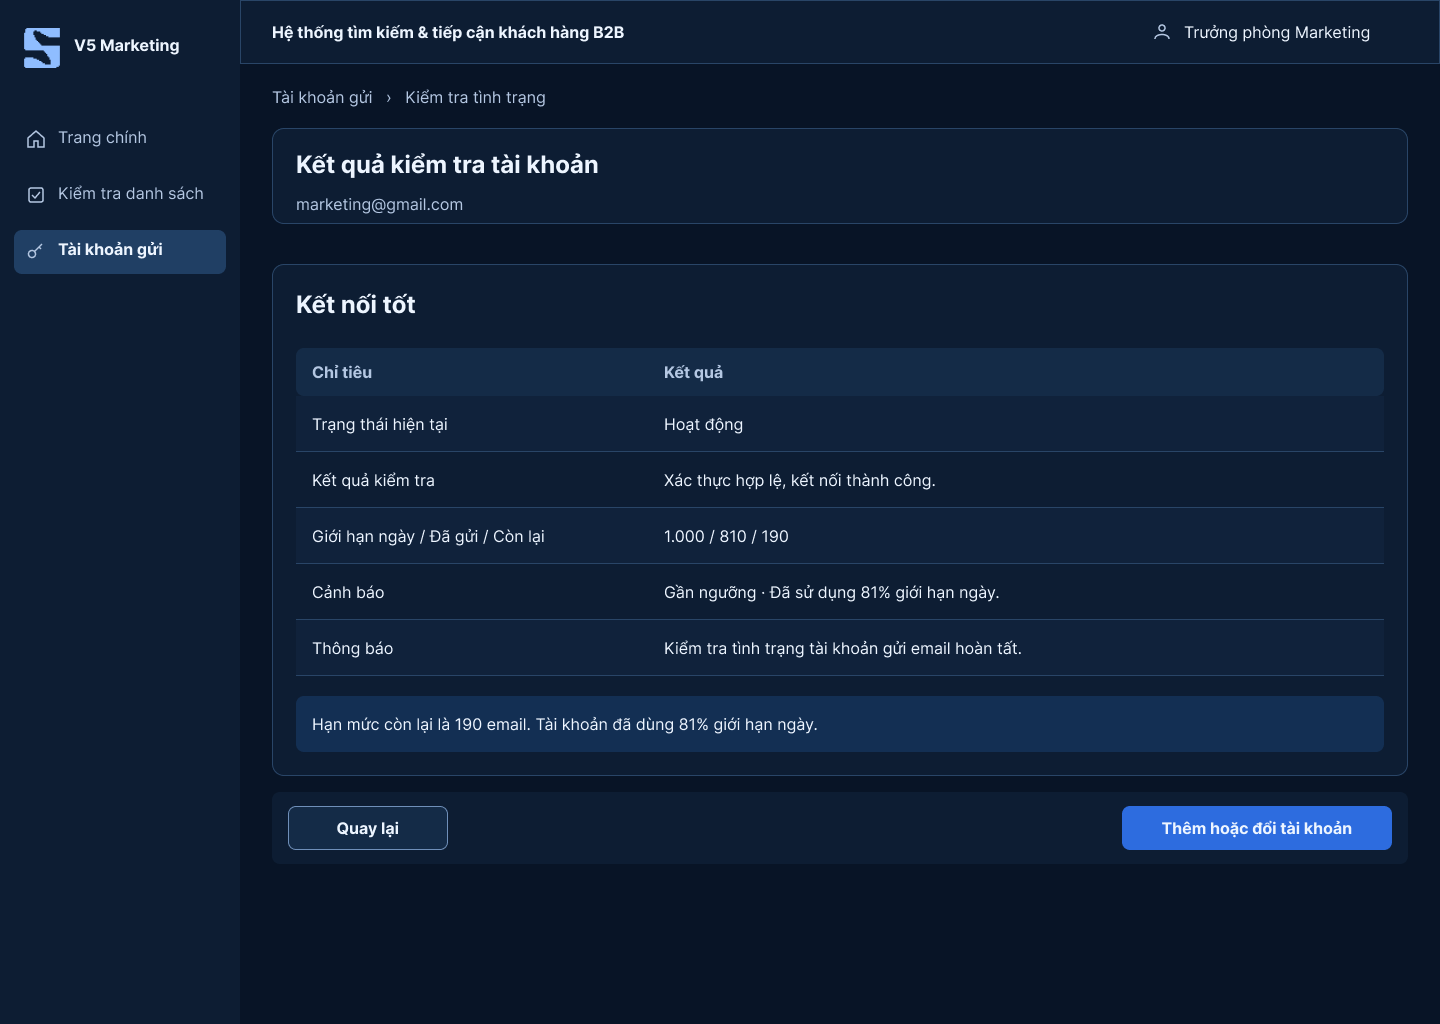 V5 Marketing
Trang chính
Kiểm tra danh sách
Tài khoản gửi
Hệ thống tìm kiếm & tiếp cận khách hàng B2B
Trưởng phòng Marketing
Tài khoản gửi › Kiểm tra tình trạng
Kết quả kiểm tra tài khoản
marketing@gmail.com
Kết nối tốt
Chỉ tiêu Kết quả
Trạng thái hiện tại Hoạt động
Kết quả kiểm tra Xác thực hợp lệ, kết nối thành công.
Giới hạn ngày / Đã gửi / Còn lại 1.000 / 810 / 190
Cảnh báo Gần ngưỡng · Đã sử dụng 81% giới hạn ngày.
Thông báo Kiểm tra tình trạng tài khoản gửi email hoàn tất.
Hạn mức còn lại là 190 email. Tài khoản đã dùng 81% giới hạn ngày.
Quay lại
Thêm hoặc đổi tài khoản